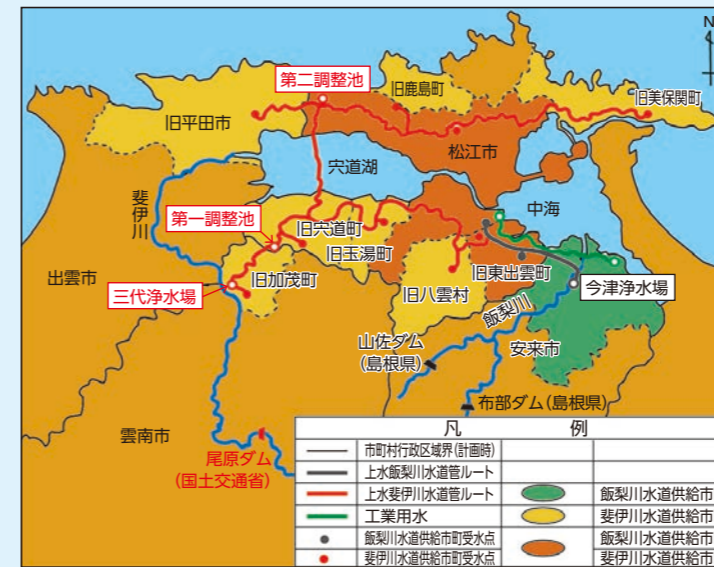 N
第二調整池
旧鹿島町
旧美保関町
旧平田市
松江市
宍道湖
斐伊川
中海
第一調整池
旧宍道町
旧玉湯町
旧東出雲町
出雲市
旧加茂町
旧八雲村
今津浄水場
三代浄水場
飯梨川
山佐ダム
(島根県)
安来市
布部ダム(島根県)
雲南市
尾原ダム
(国土交通省)
凡 例
市町村行政区域界(計画時)
上水飯梨川水道管ルート
上水斐伊川水道管ルート
飯梨川水道供給市
工業用水
斐伊川水道供給市
飯梨川水道供給市町受水点
飯梨川水道供給市
斐伊川水道供給市町受水点
斐伊川水道供給市